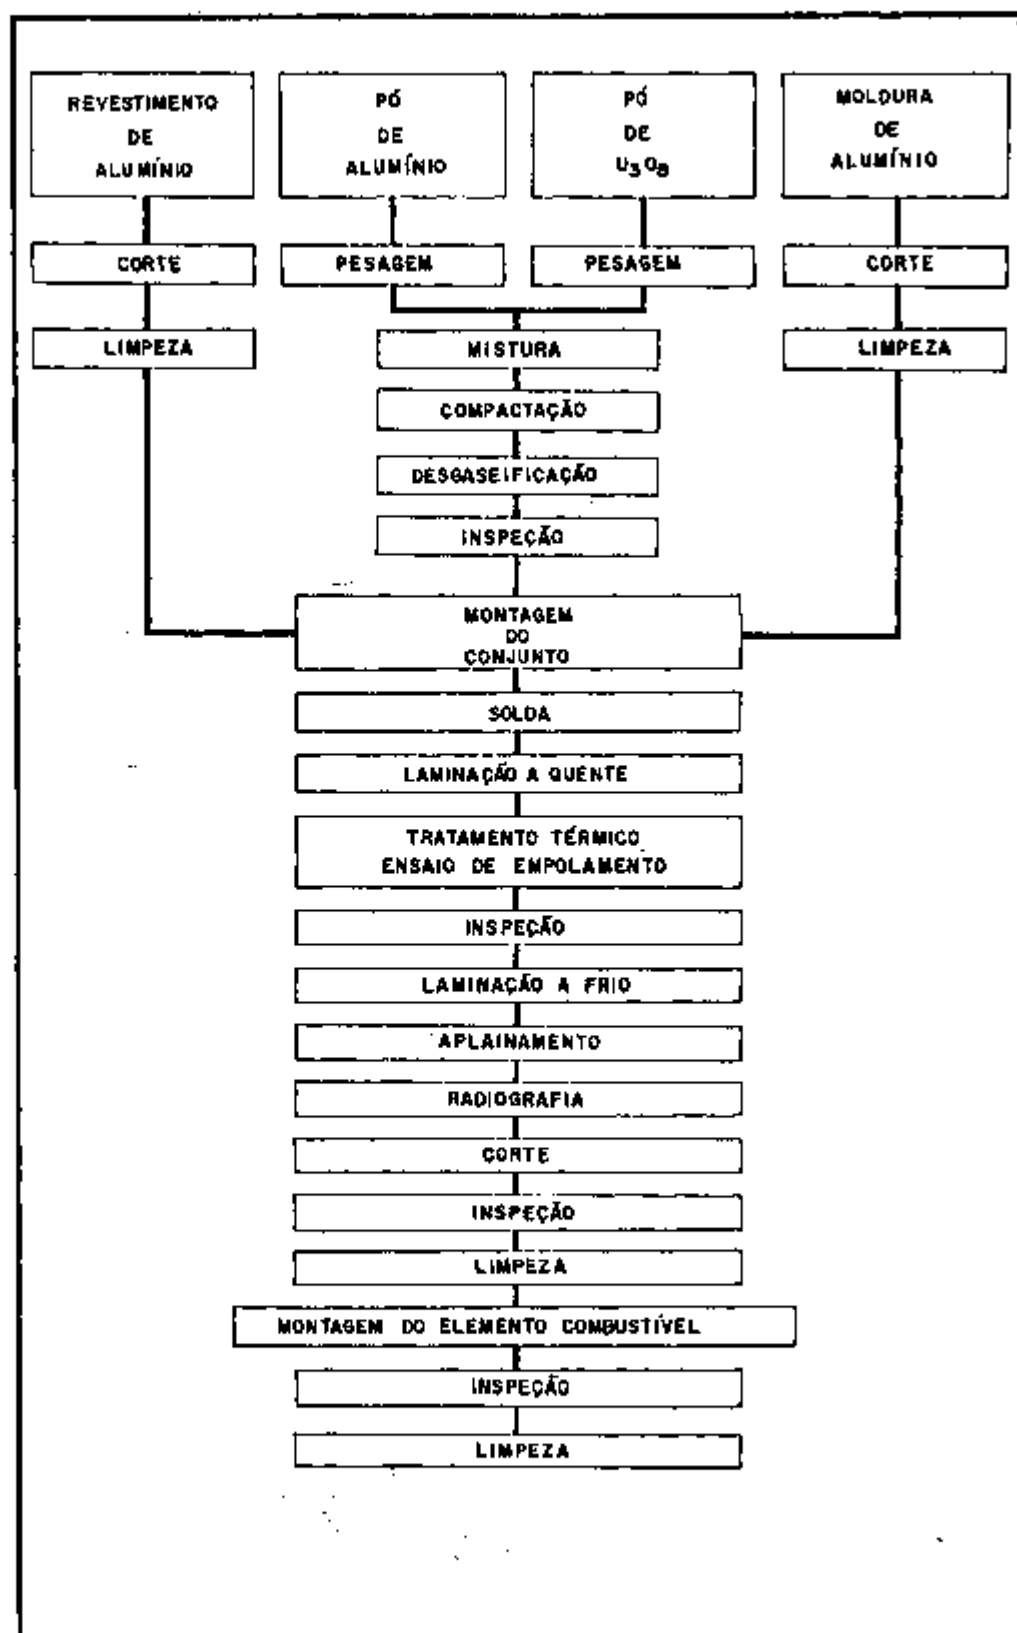 REVESTIMENTO
DE
ALUMÍNIO
PÓ
DE
ALUMÍNIO
PÓ
DE
U3O8
MOLDURA
DE
ALUMÍNIO
CORTE
PESAGEM
PESAGEM
CORTE
LIMPEZA
MISTURA
LIMPEZA
COMPACTAÇÃO
DESGASEIFICAÇÃO
INSPEÇÃO
MONTAGEM
DO
CONJUNTO
SOLDA
LAMINAÇÃO A QUENTE
TRATAMENTO TÉRMICO
ENSAIO DE EMPOLAMENTO
INSPEÇÃO
LAMINAÇÃO A FRIO
APLAINAMENTO
RADIOGRAFIA
CORTE
INSPEÇÃO
LIMPEZA
MONTAGEM DO ELEMENTO COMBUSTÍVEL
INSPEÇÃO
LIMPEZA